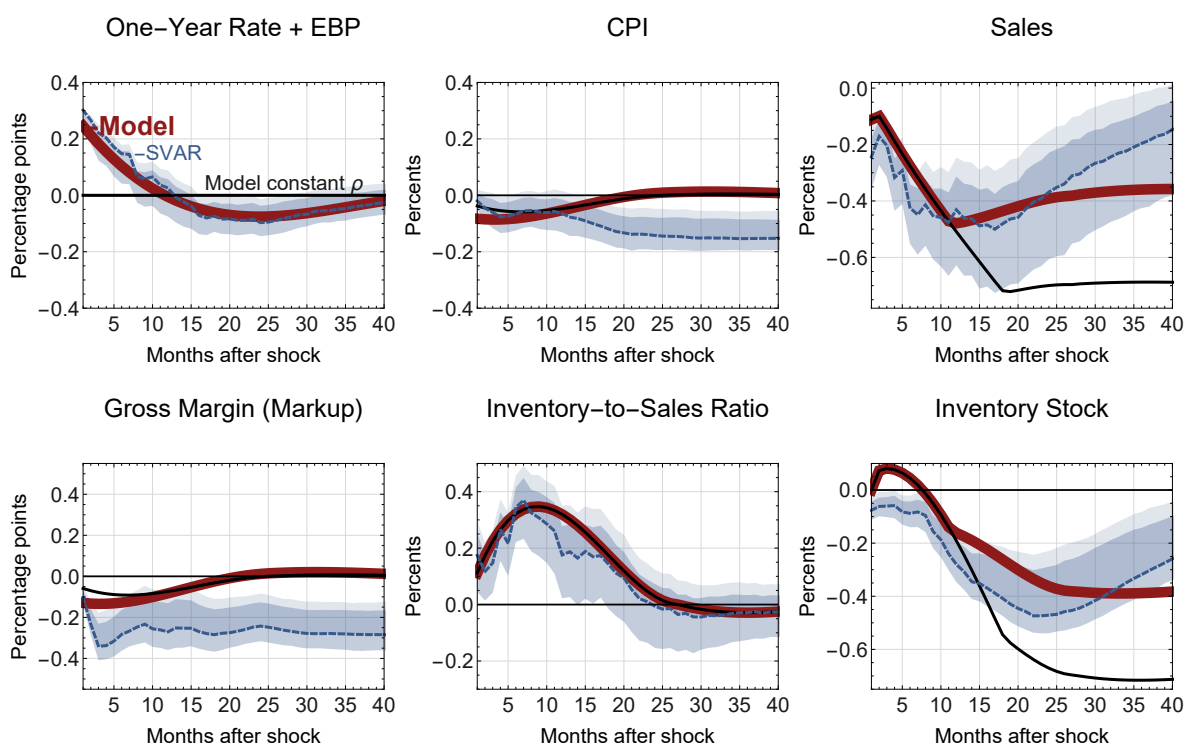 One−Year Rate + EBP
CPI
Sales
Percentage points
0.4
0.2
0.0
−0.2
−0.4
Model
−SVAR
Model constant ρ
5 10 15 20 25 30 35 40
Months after shock
Percents
0.4
0.2
0.0
−0.2
−0.4
5 10 15 20 25 30 35 40
Months after shock
Percents
0.0
−0.2
−0.4
−0.6
5 10 15 20 25 30 35 40
Months after shock
Gross Margin (Markup)
Inventory−to−Sales Ratio
Inventory Stock
Percentage points
0.4
0.2
0.0
−0.2
−0.4
5 10 15 20 25 30 35 40
Months after shock
Percents
0.4
0.2
0.0
−0.2
5 10 15 20 25 30 35 40
Months after shock
Percents
0.0
−0.2
−0.4
−0.6
5 10 15 20 25 30 35 40
Months after shock